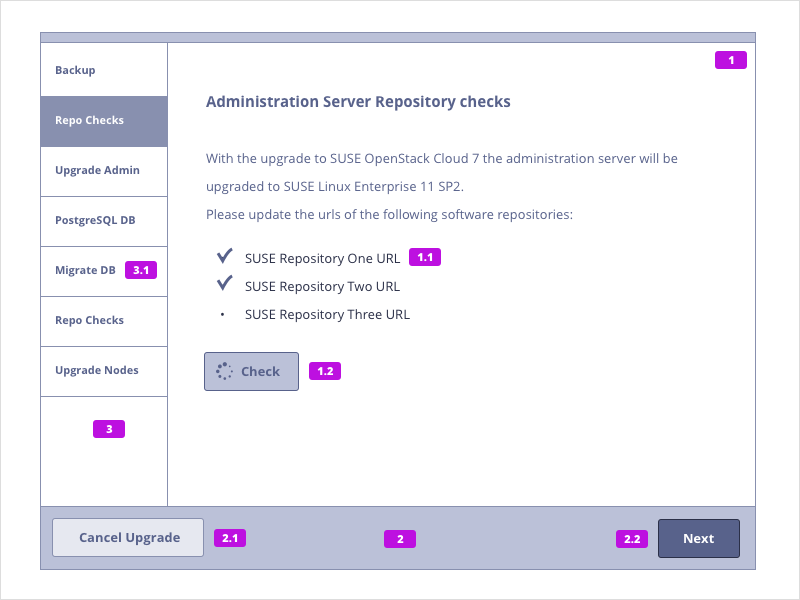 Backup
Repo Checks
Upgrade Admin
PostgreSQL DB
Migrate DB 3.1
Repo Checks
Upgrade Nodes
3
1
Administration Server Repository checks
With the upgrade to SUSE OpenStack Cloud 7 the administration server will be
upgraded to SUSE Linux Enterprise 11 SP2.
Please update the urls of the following software repositories:
SUSE Repository One URL 1.1
SUSE Repository Two URL
• SUSE Repository Three URL
Check 1.2
Cancel Upgrade 2.1 2 2.2 Next